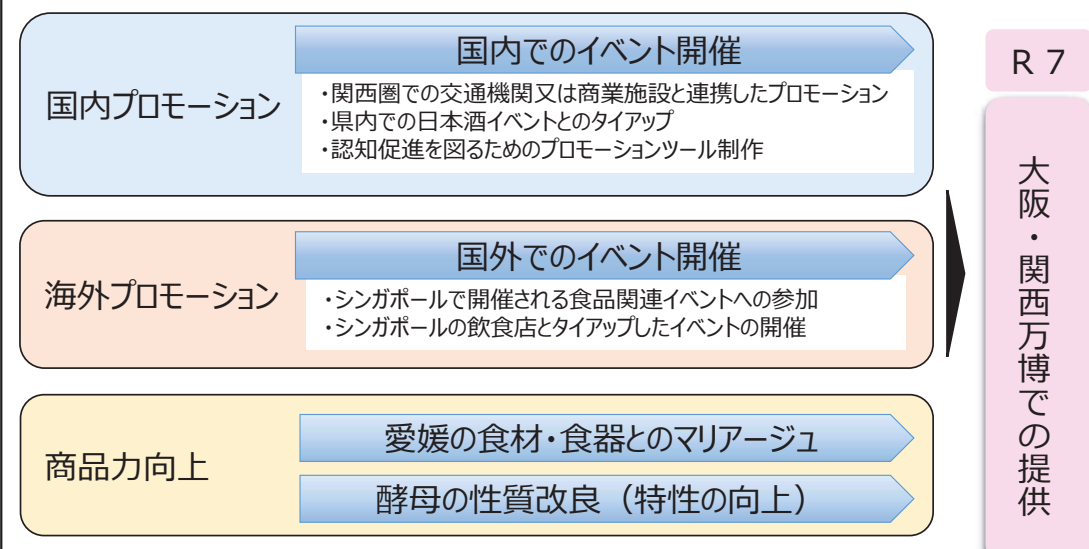 国内プロモーション
国内でのイベント開催
・関西圏での交通機関又は商業施設と連携したプロモーション
・県内での日本酒イベントとのタイアップ
・認知促進を図るためのプロモーションツール制作
海外プロモーション
国外でのイベント開催
・シンガポールで開催される食品関連イベントへの参加
・シンガポールの飲食店とタイアップしたイベントの開催
商品力向上
愛媛の食材・食器とのマリアージュ
酵母の性質改良（特性の向上）
R 7
大阪・関西万博での提供